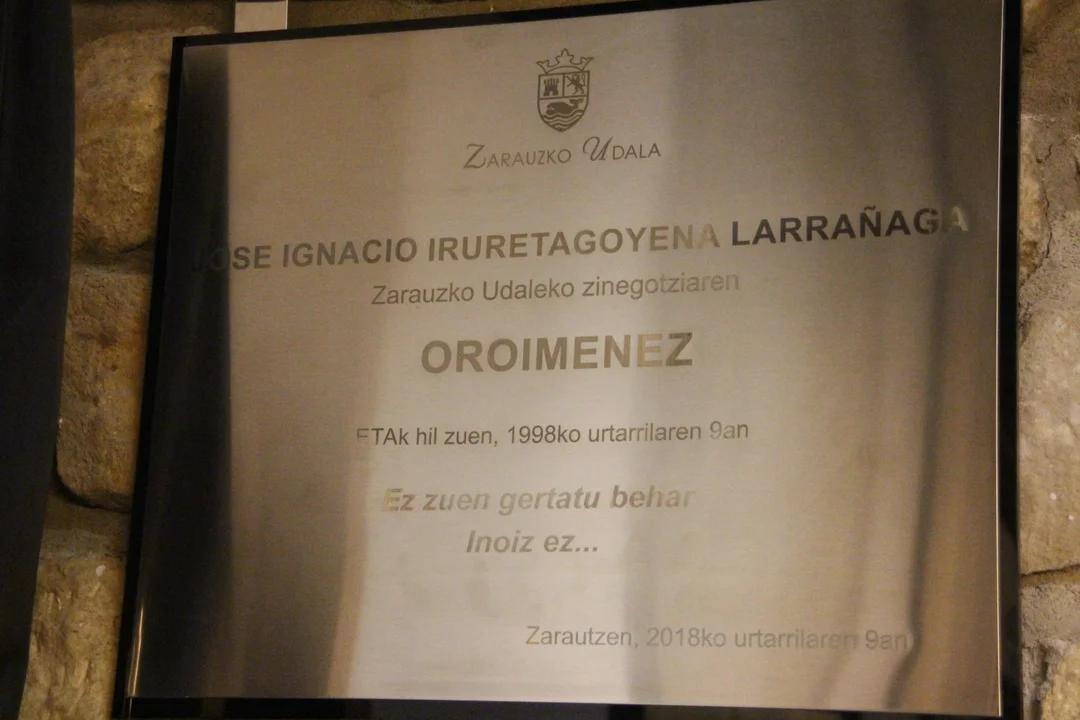 ZARAUZKO UDALA
JOSE IGNACIO IRURETAGOYENA LARRAÑAGA
Zarauzko Udaleko zinegotziaren
OROIMENEZ
ETAk hil zuen, 1998ko urtarrilaren 9an
Ez zuen gertatu behar
Inoiz ez...
Zarautzen, 2018ko urtarrilaren 9an